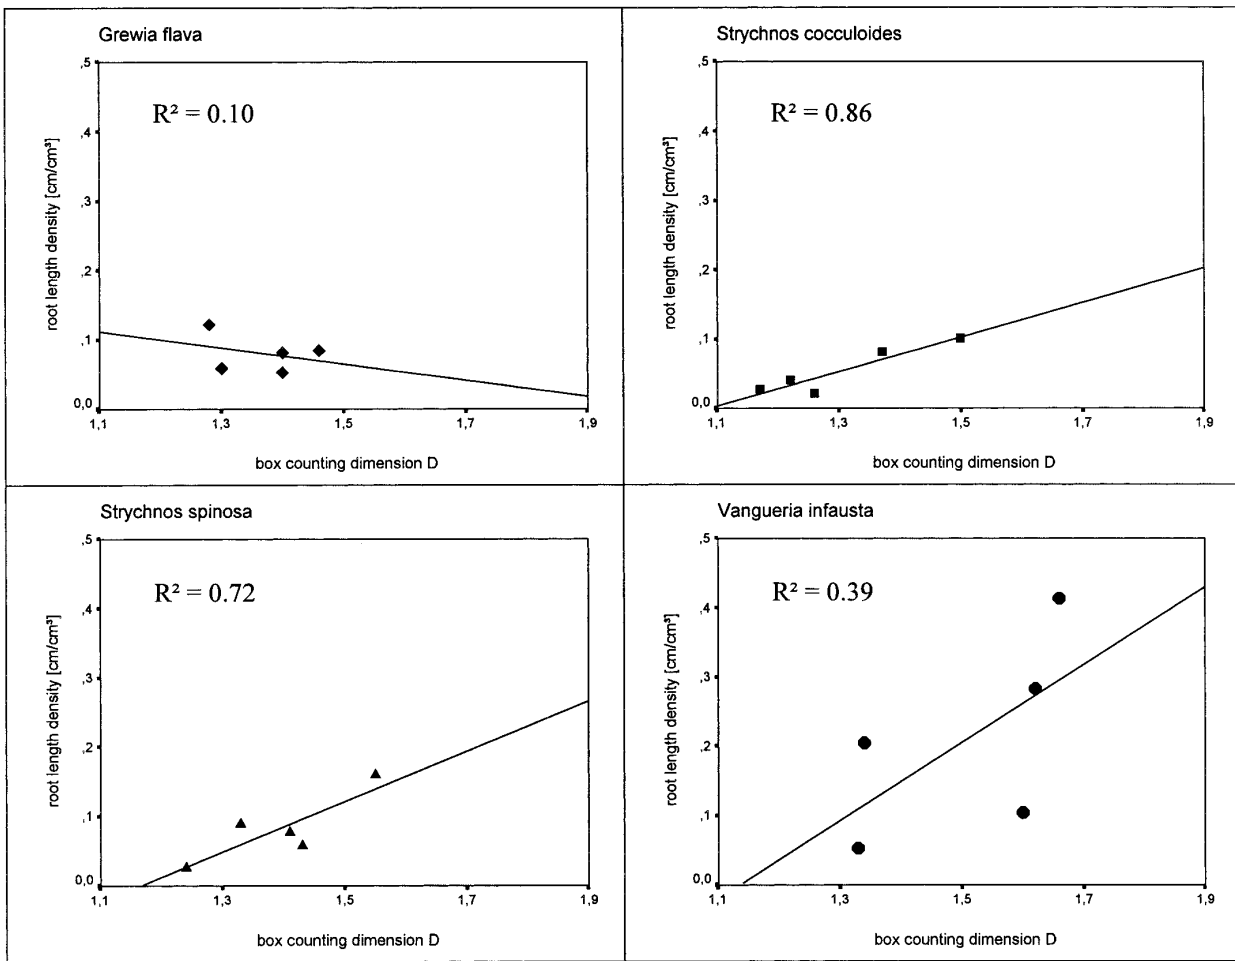 Grewia flava
,5
R² = 0.10
,4
,3
,2
,1
0,0
root length density [cm/cm³]
1,1 1,3 1,5 1,7 1,9
box counting dimension D
Strychnos cocculoides
,5
R² = 0.86
,4
,3
,2
,1
0,0
root length density [cm/cm³]
1,1 1,3 1,5 1,7 1,9
box counting dimension D
Strychnos spinosa
,5
R² = 0.72
,4
,3
,2
,1
0,0
root length density [cm/cm³]
1,1 1,3 1,5 1,7 1,9
box counting dimension D
Vangueria infausta
,5
R² = 0.39
,4
,3
,2
,1
0,0
root length density [cm/cm³]
1,1 1,3 1,5 1,7 1,9
box counting dimension D